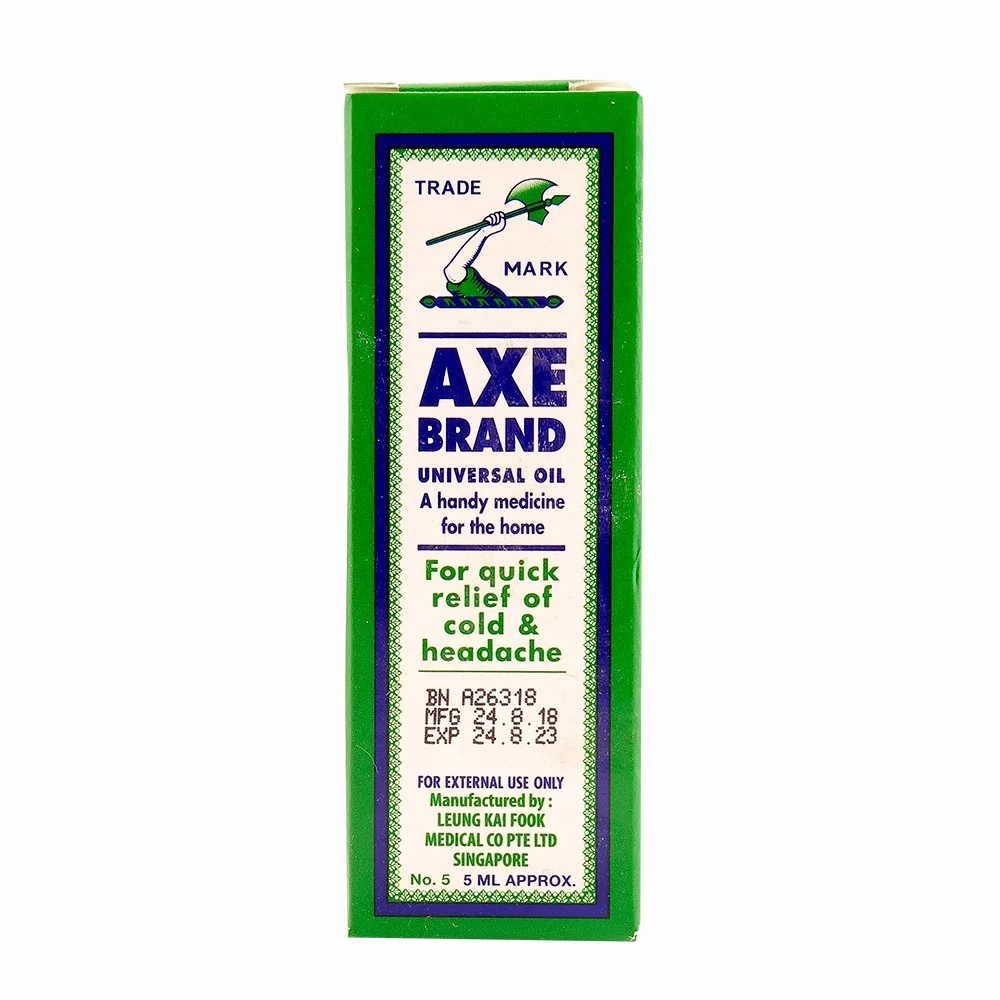 TRADE
MARK
AXE
BRAND
UNIVERSAL OIL
A handy medicine
for the home
For quick
relief of
cold &
headache
BN A26318
MFG 24.8.18
EXP 24.8.23
FOR EXTERNAL USE ONLY
Manufactured by :
LEUNG KAI FOOK
MEDICAL CO PTE LTD
SINGAPORE
No. 5 5 ML APPROX.